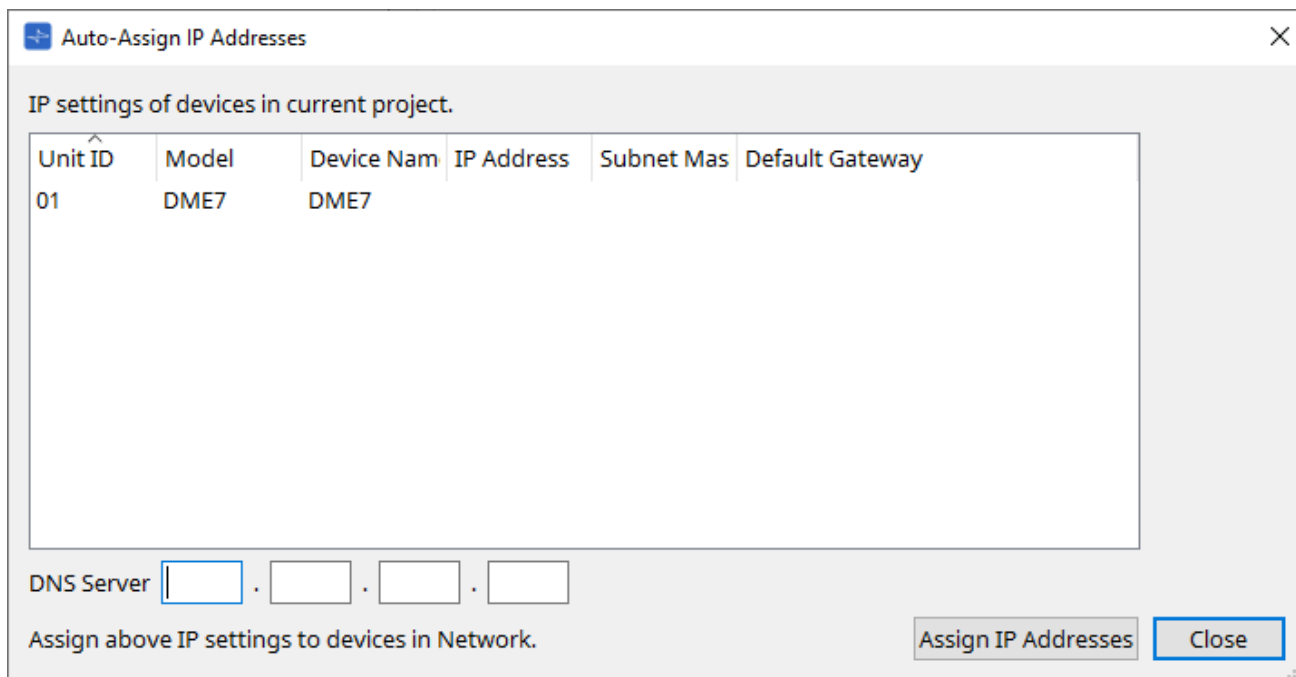 Auto-Assign IP Addresses
IP settings of devices in current project.
Unit ID Model Device Nam IP Address Subnet Mas Default Gateway
01 DME7 DME7
DNS Server . . .
Assign above IP settings to devices in Network. Assign IP Addresses Close